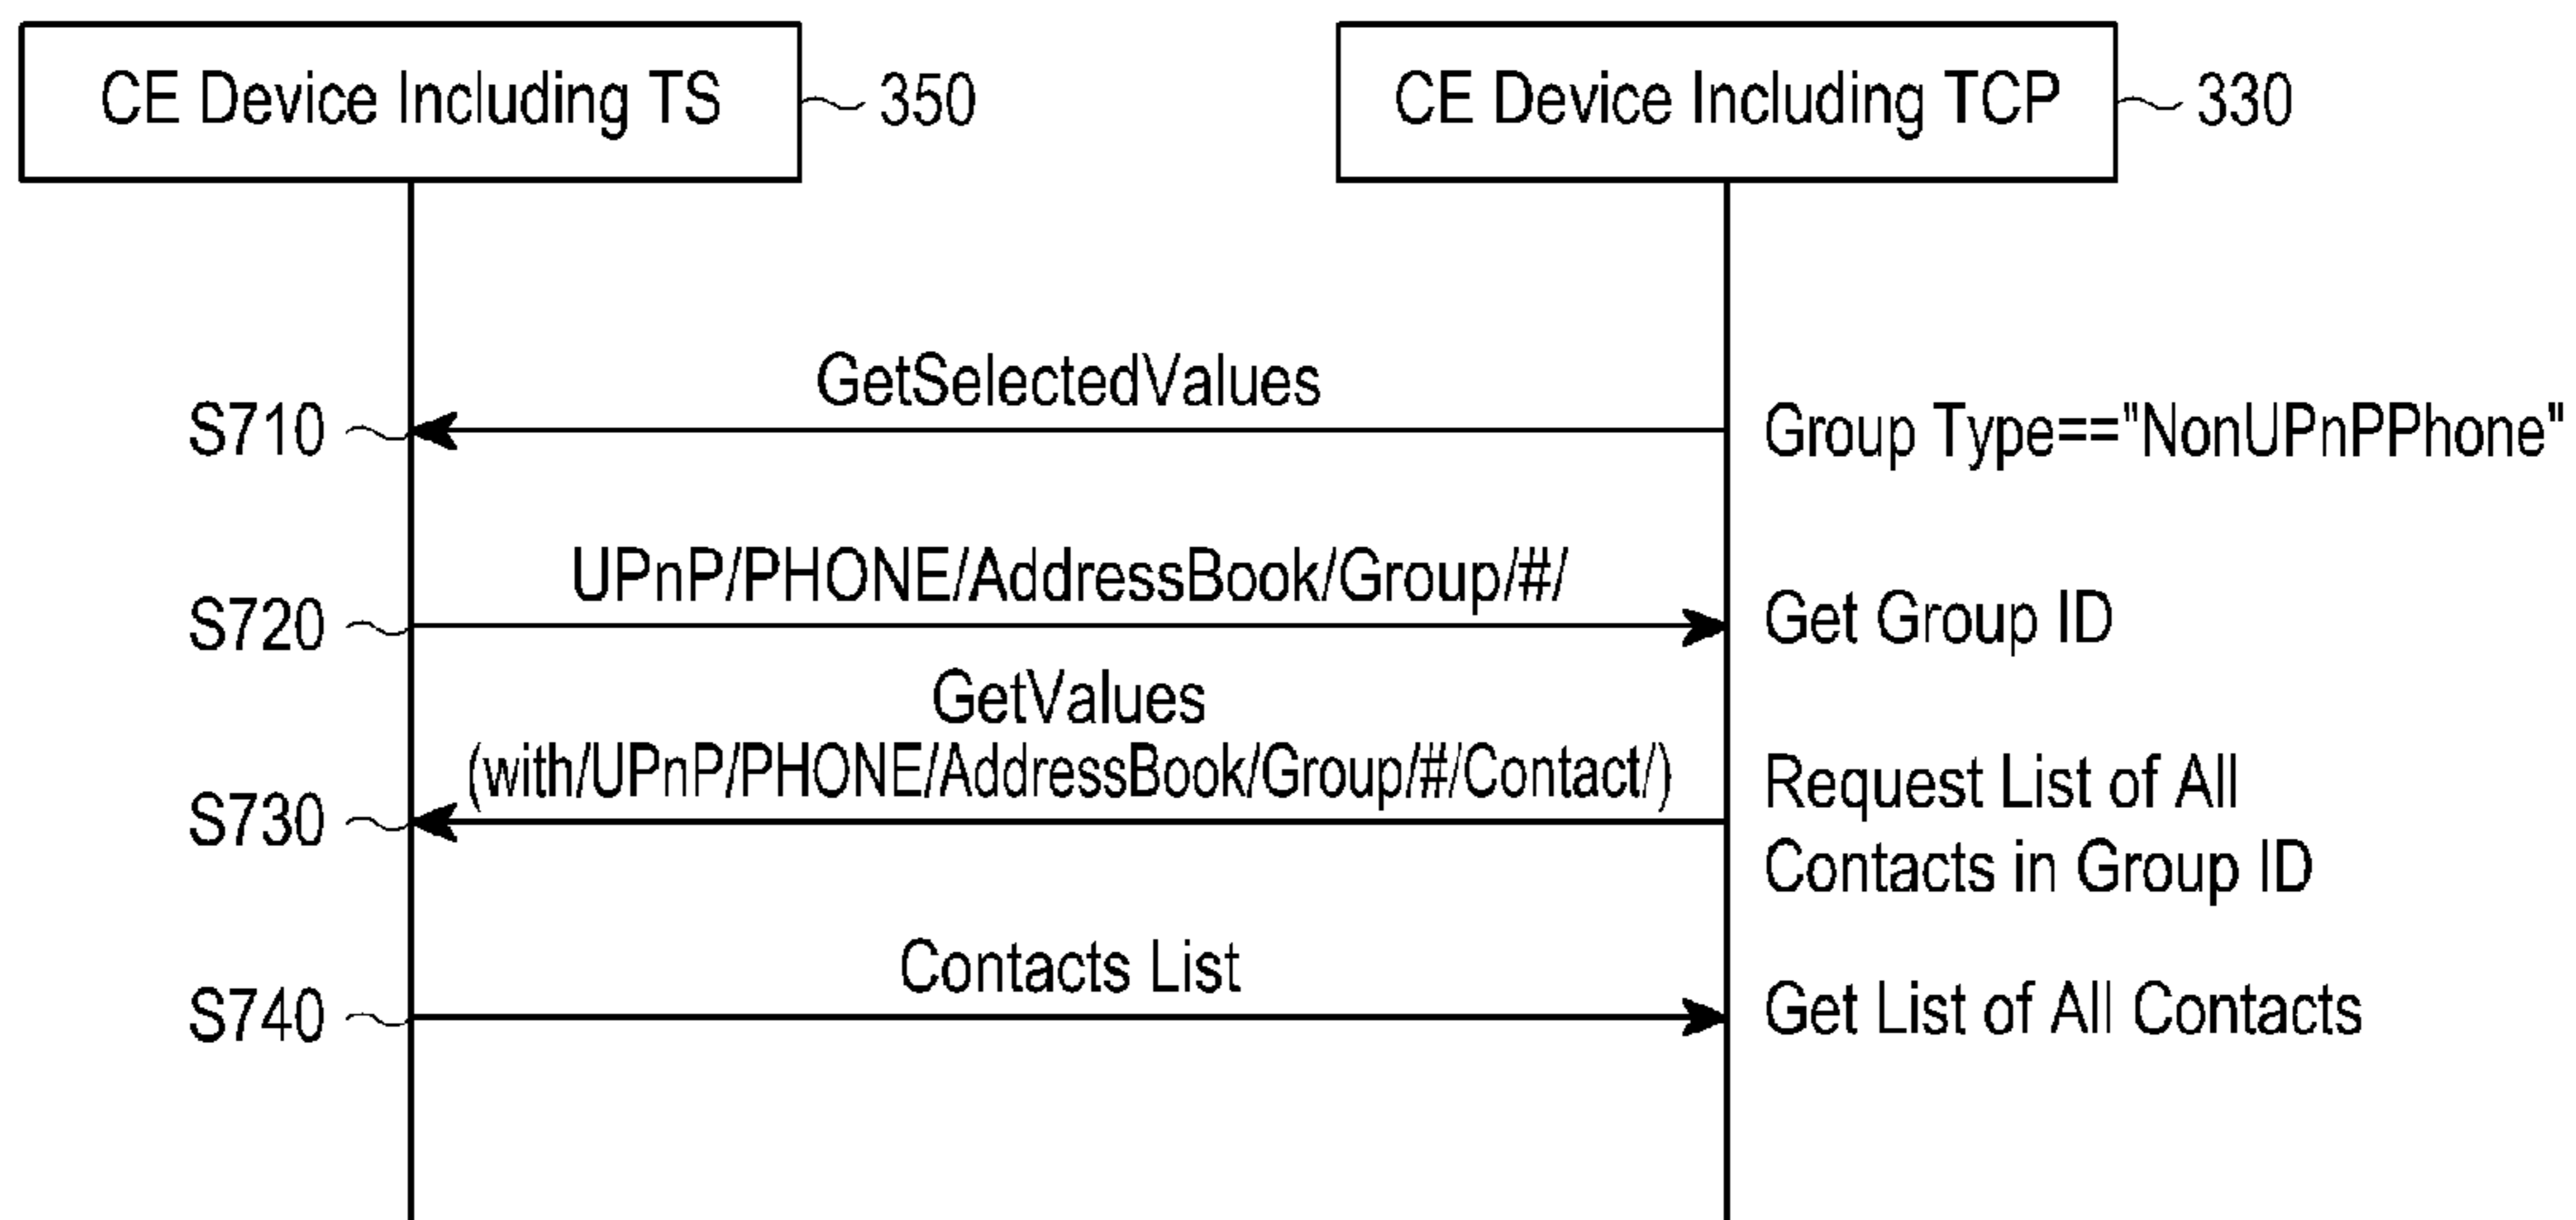 CE Device Including TS
350
CE Device Including TCP
330
GetSelectedValues
S710
Group Type=="NonUPnPPhone"
UPnP/PHONE/AddressBook/Group/#/
S720
Get Group ID
GetValues
(with/UPnP/PHONE/AddressBook/Group/#/Contact/)
S730
Request List of All
Contacts in Group ID
Contacts List
S740
Get List of All Contacts